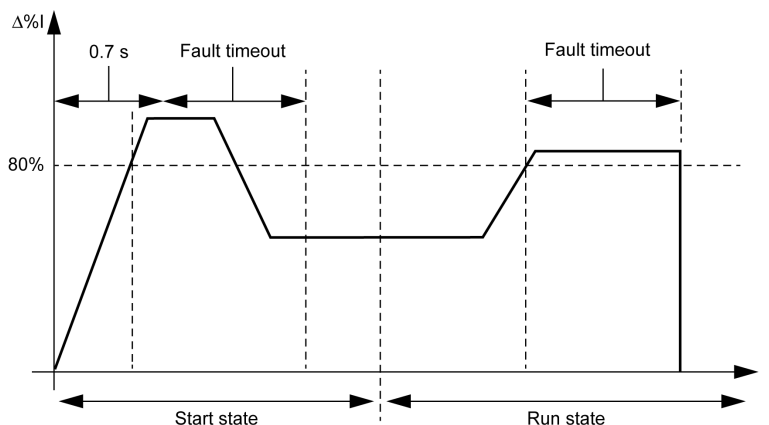 Δ%I
0.7 s
Fault timeout
Fault timeout
80%
Start state
Run state